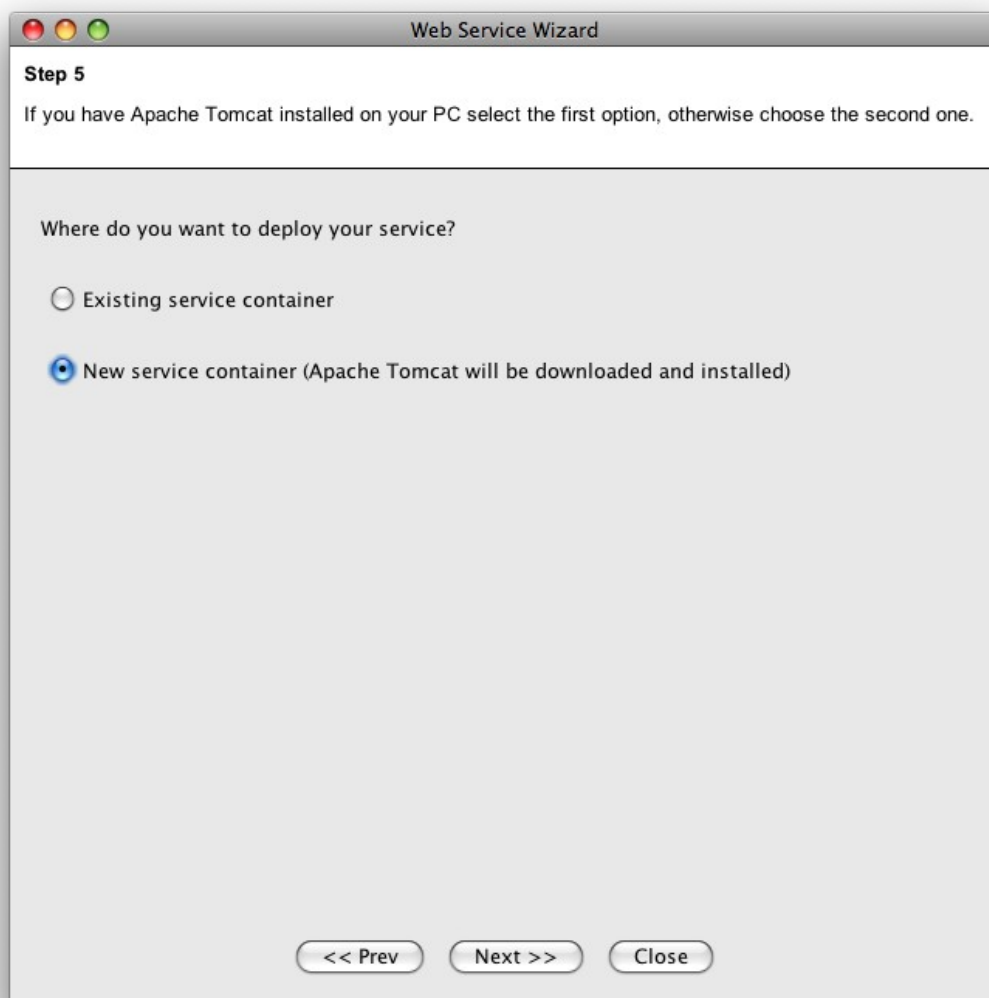 Web Service Wizard
Step 5
If you have Apache Tomcat installed on your PC select the first option, otherwise choose the second one.
Where do you want to deploy your service?
Existing service container
New service container (Apache Tomcat will be downloaded and installed)
<< Prev Next >> Close